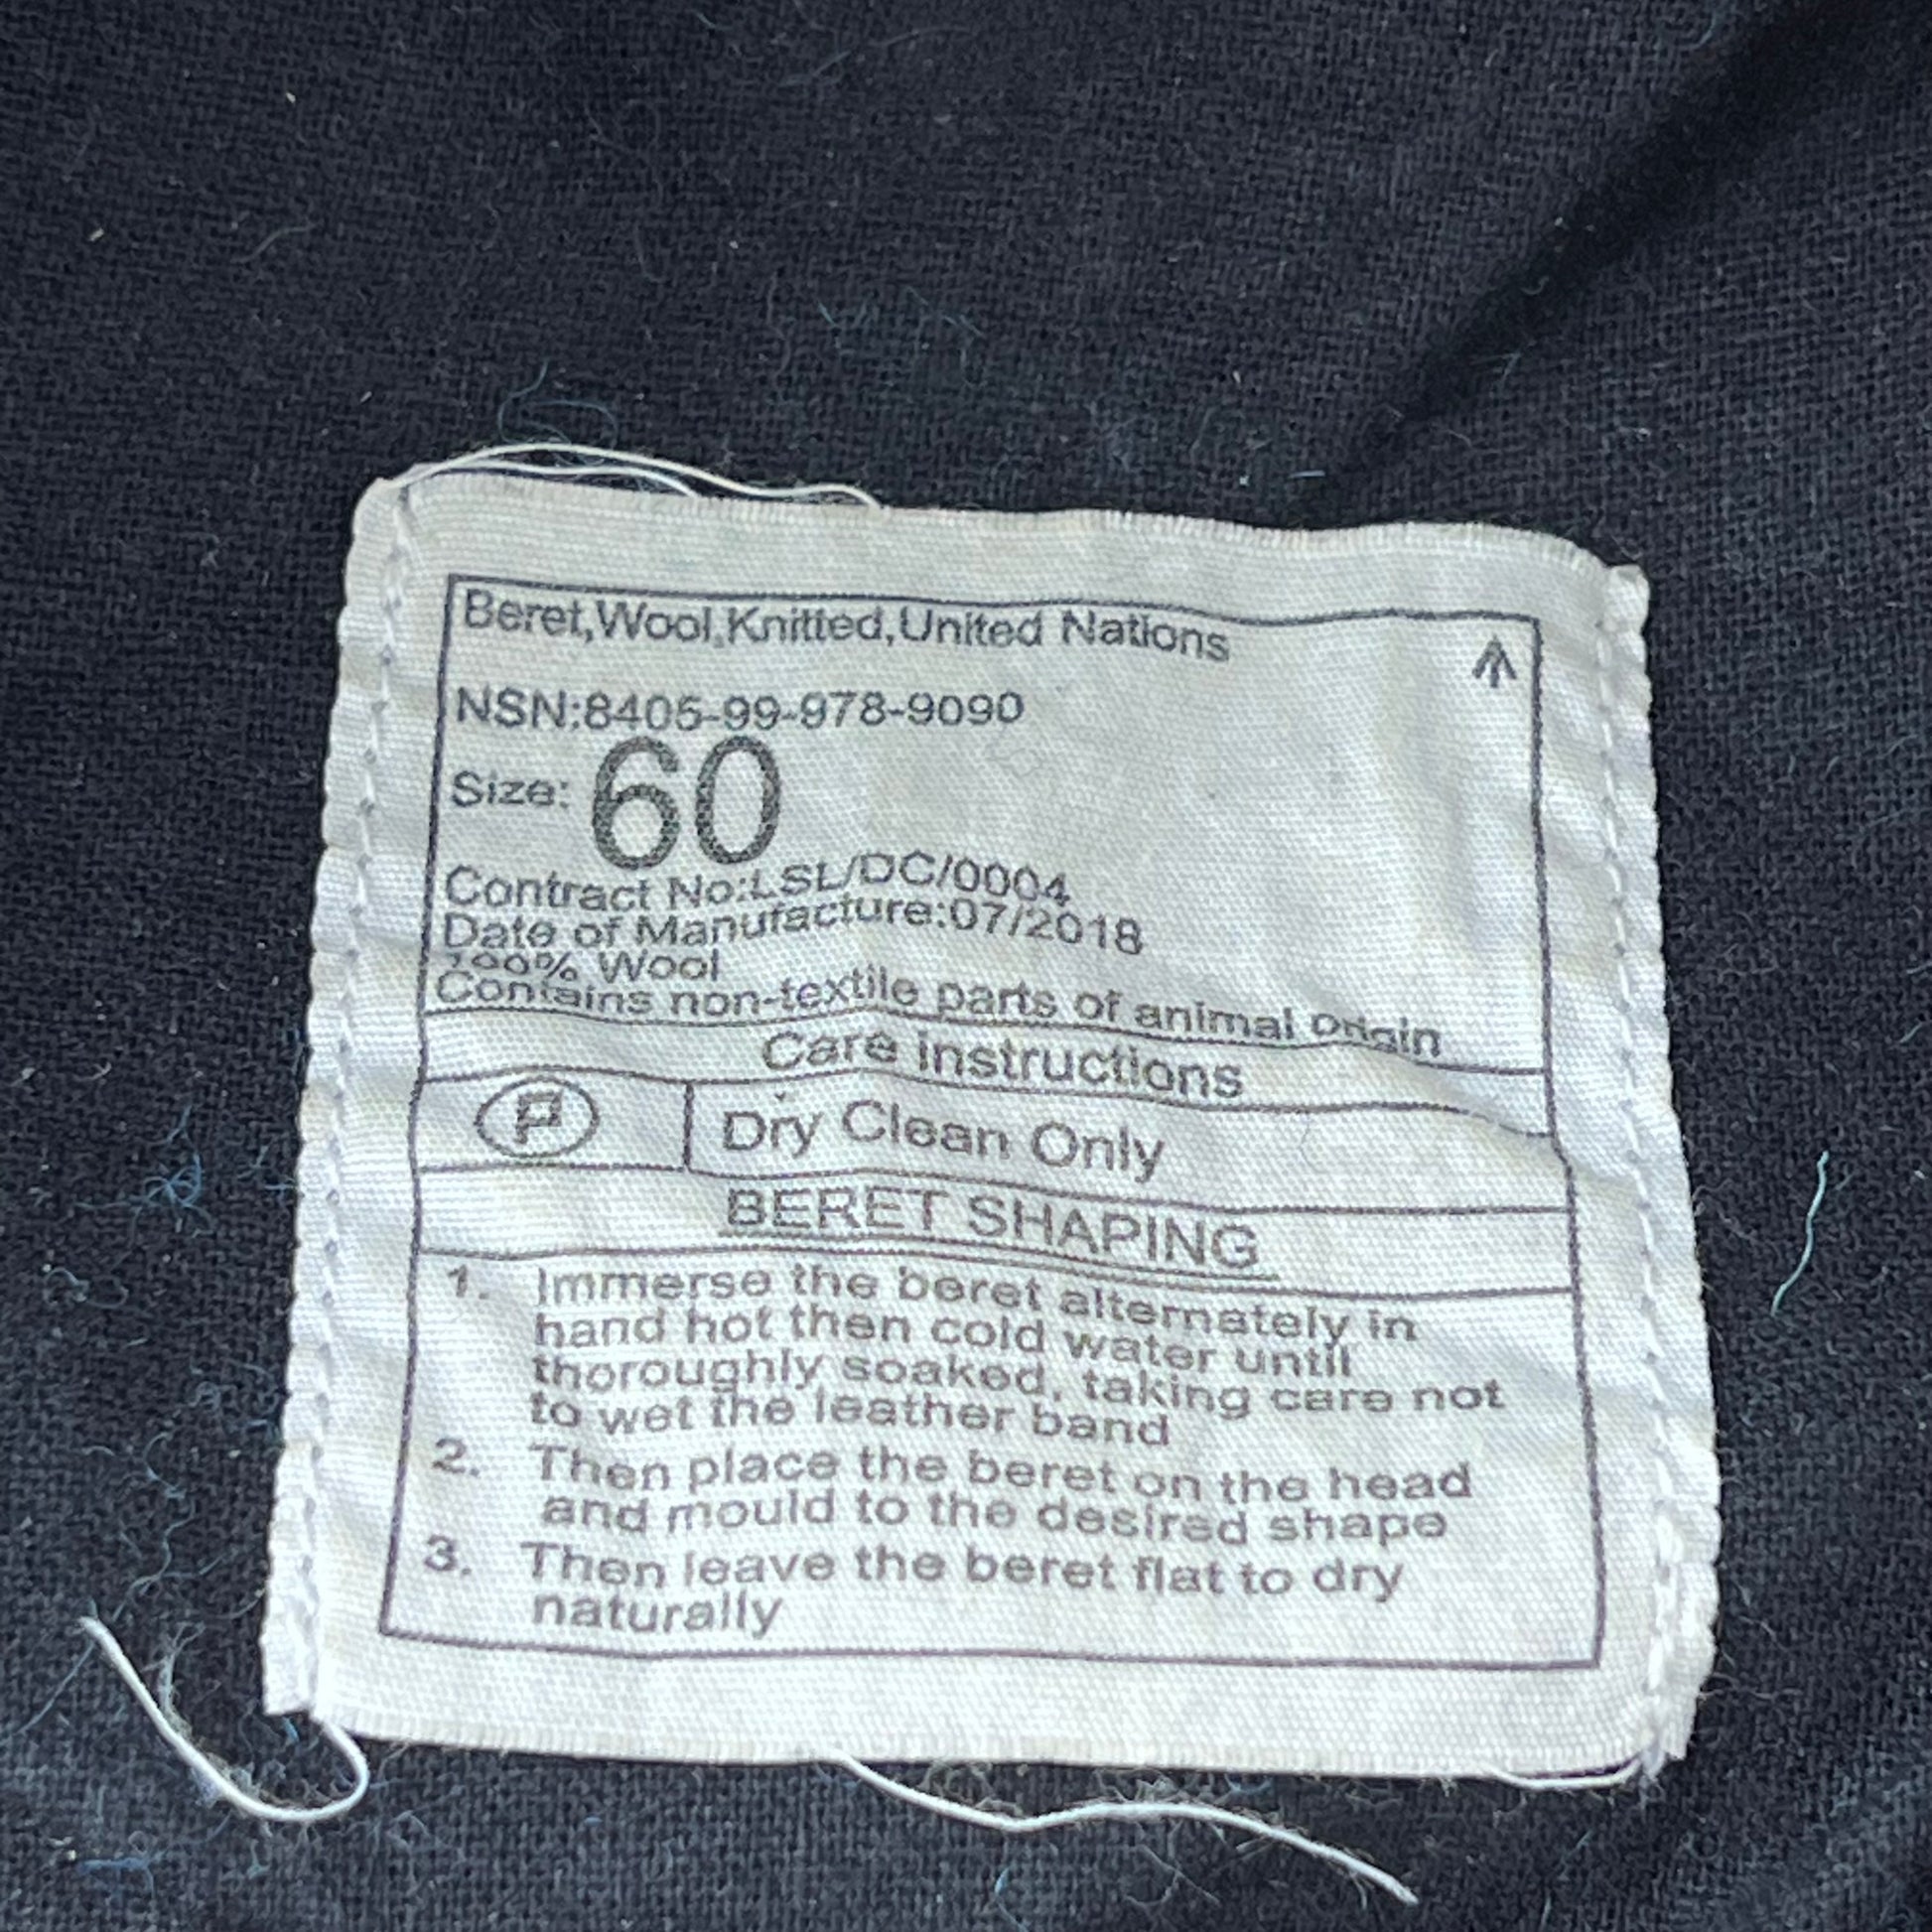 Beret,Wool,Knitted,United Nations
NSN:8405-99-978-9090
Size: 60
Contract No:LSL/DC/0004
Date of Manufacture:07/2018
100% Wool
Contains non-textile parts of animal origin
Care instructions
P
Dry Clean Only
BERET SHAPING
1. Immerse the beret alternately in
hand hot then cold water until
thoroughly soaked, taking care not
to wet the leather band
2. Then place the beret on the head
and mould to the desired shape
3. Then leave the beret flat to dry
naturally